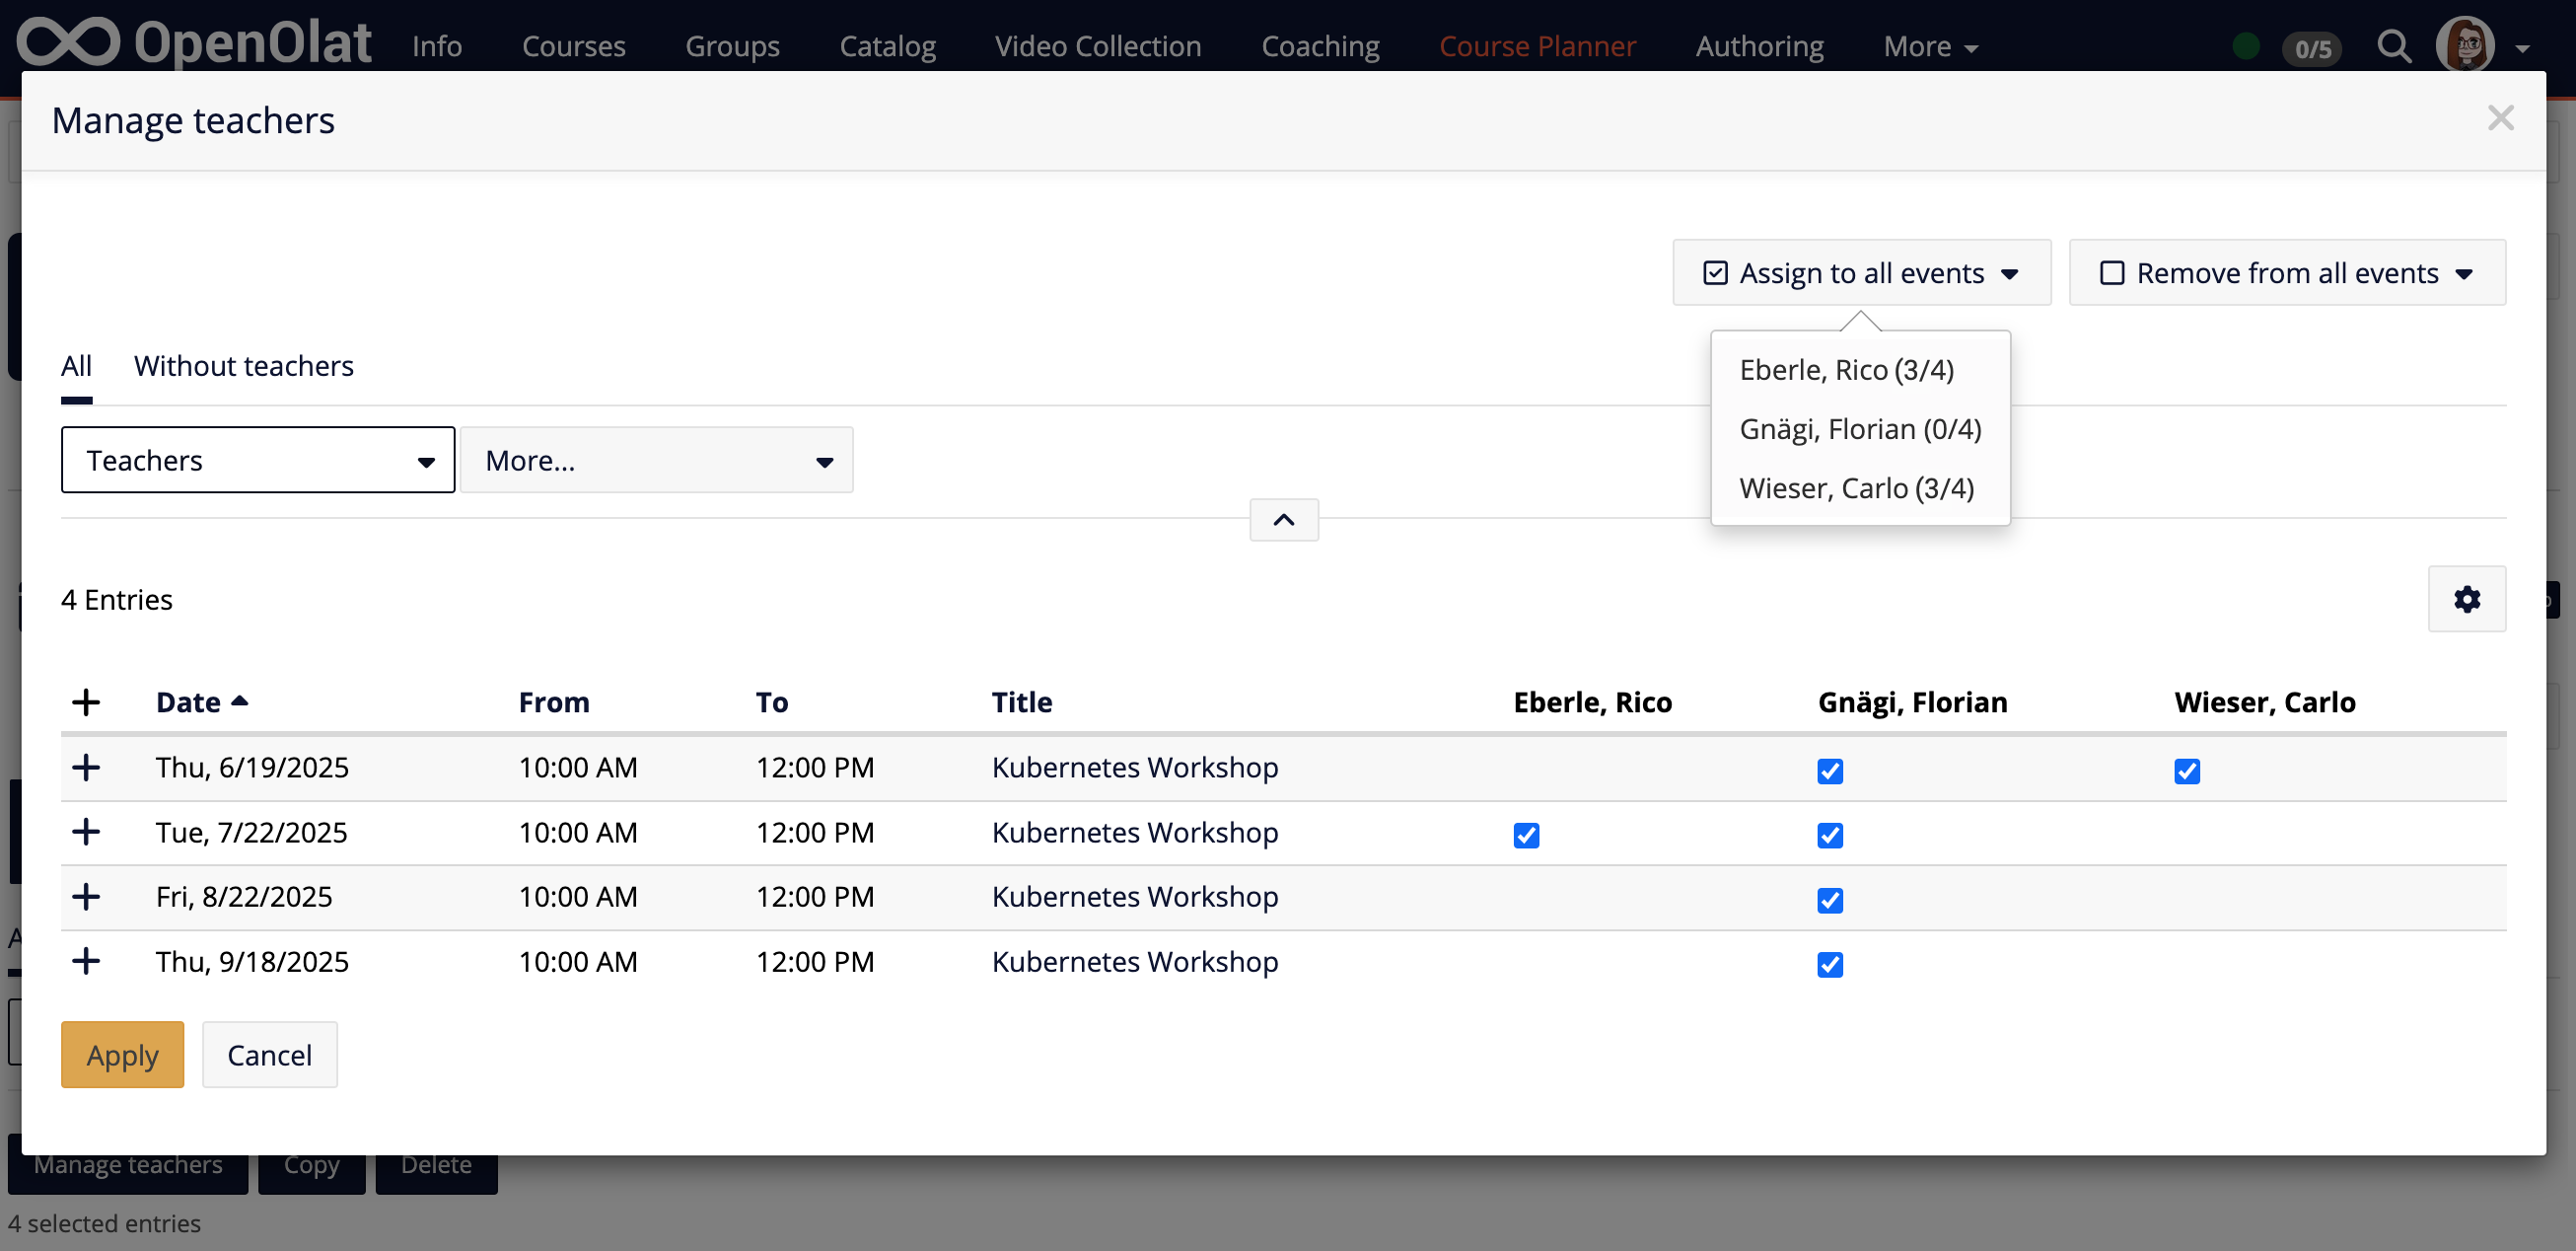 OpenOlat Info Courses Groups Catalog Video Collection Coaching Course Planner Authoring More 0/5
Manage teachers
Assign to all events Remove from all events
Eberle, Rico (3/4)
Gnägi, Florian (0/4)
Wieser, Carlo (3/4)
All Without teachers
Teachers More...
4 Entries
Date From To Title Eberle, Rico Gnägi, Florian Wieser, Carlo
Thu, 6/19/2025 10:00 AM 12:00 PM Kubernetes Workshop
Tue, 7/22/2025 10:00 AM 12:00 PM Kubernetes Workshop
Fri, 8/22/2025 10:00 AM 12:00 PM Kubernetes Workshop
Thu, 9/18/2025 10:00 AM 12:00 PM Kubernetes Workshop
Apply Cancel
Manage teachers Copy Delete
4 selected entries